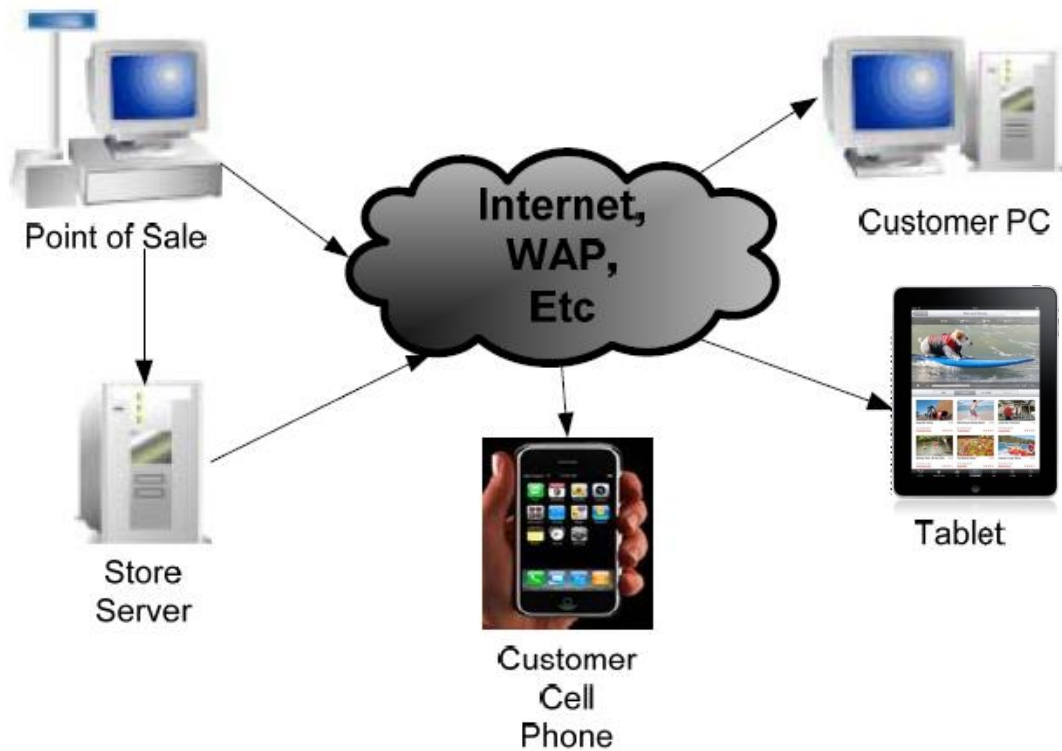 Point of Sale
Internet,
WAP,
Etc
Customer PC
Store
Server
Customer
Cell
Phone
Tablet